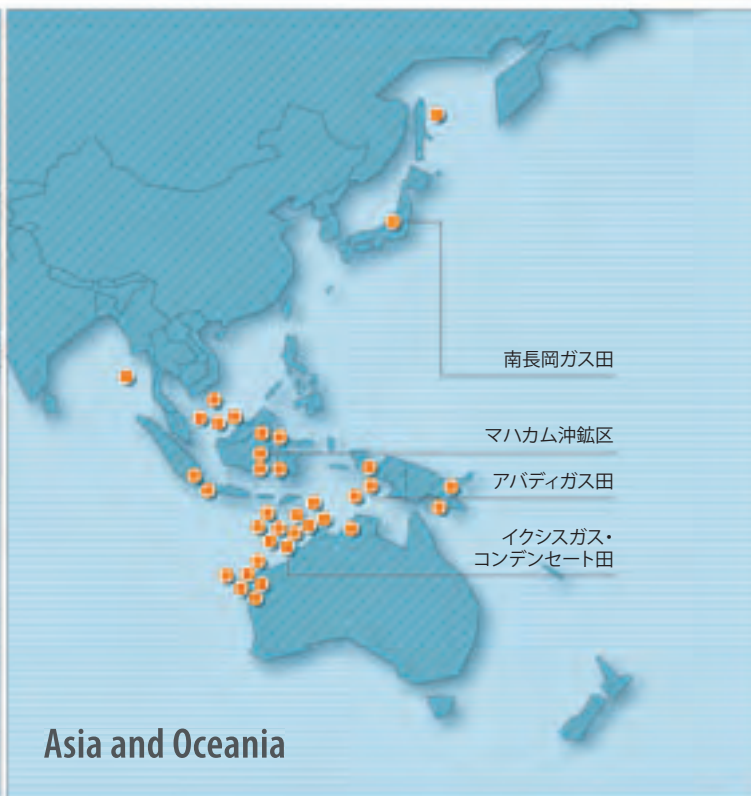 南長岡ガス田
マハカム沖鉱区
アバディガス田
イクシスガス・
コンデンセート田
Asia and Oceania